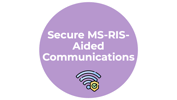 Secure MS-RIS-
Aided
Communications